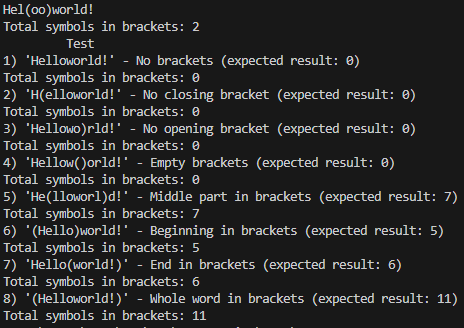 Hel(oo)world!
Total symbols in brackets: 2
Test
1) 'Helloworld!' - No brackets (expected result: 0)
Total symbols in brackets: 0
2) 'H(elloworld!' - No closing bracket (expected result: 0)
Total symbols in brackets: 0
3) 'Hellowo)rld!' - No opening bracket (expected result: 0)
Total symbols in brackets: 0
4) 'Hellow()orld!' - Empty brackets (expected result: 0)
Total symbols in brackets: 0
5) 'He(lloworl)d!' - Middle part in brackets (expected result: 7)
Total symbols in brackets: 7
6) '(Hello)world!' - Beginning in brackets (expected result: 5)
Total symbols in brackets: 5
7) 'Hello(world!)' - End in brackets (expected result: 6)
Total symbols in brackets: 6
8) '(Helloworld!)' - Whole word in brackets (expected result: 11)
Total symbols in brackets: 11